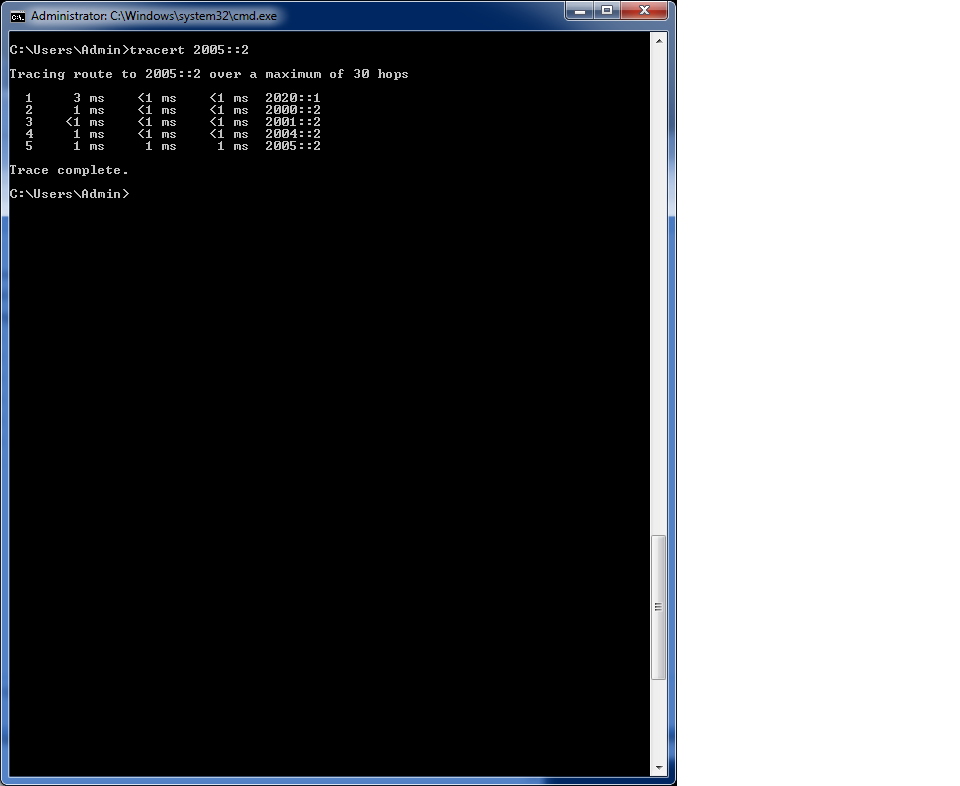 Administrator: C:\Windows\system32\cmd.exe
C:\Users\Admin>tracert 2005::2
Tracing route to 2005::2 over a maximum of 30 hops
1 3 ms <1 ms <1 ms 2020::1
2 1 ms <1 ms <1 ms 2000::2
3 <1 ms <1 ms <1 ms 2001::2
4 1 ms <1 ms <1 ms 2004::2
5 1 ms 1 ms 1 ms 2005::2
Trace complete.
C:\Users\Admin>